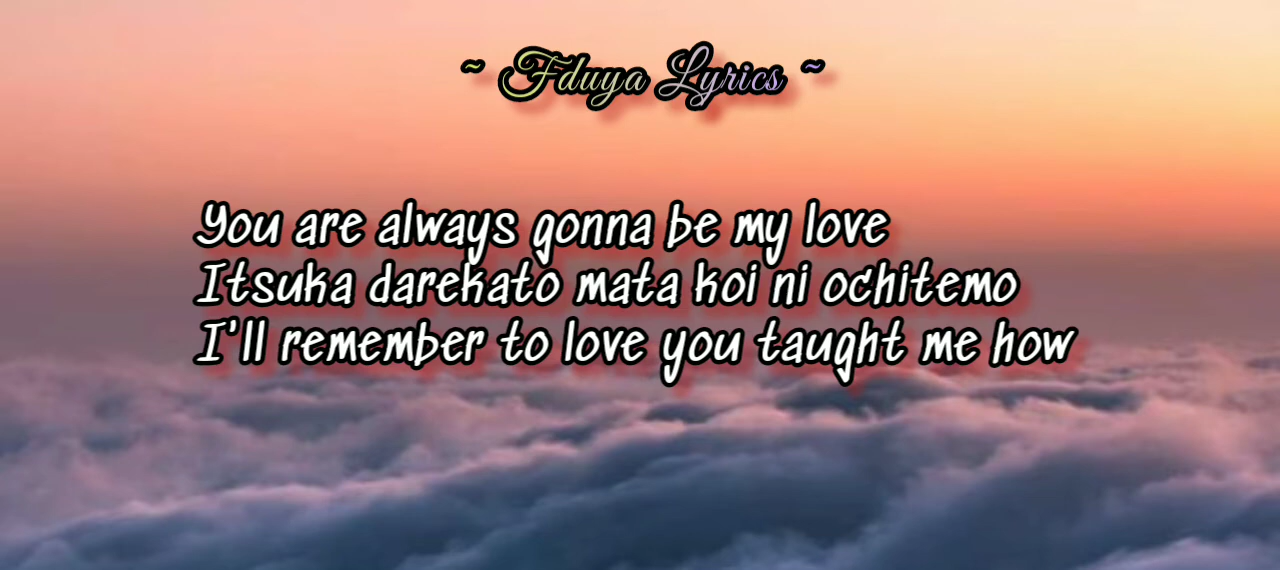 ~ Fduya Lyrics ~
You are always gonna be my love
Itsuka darekato mata koi ni ochitemo
I'll remember to love you taught me how